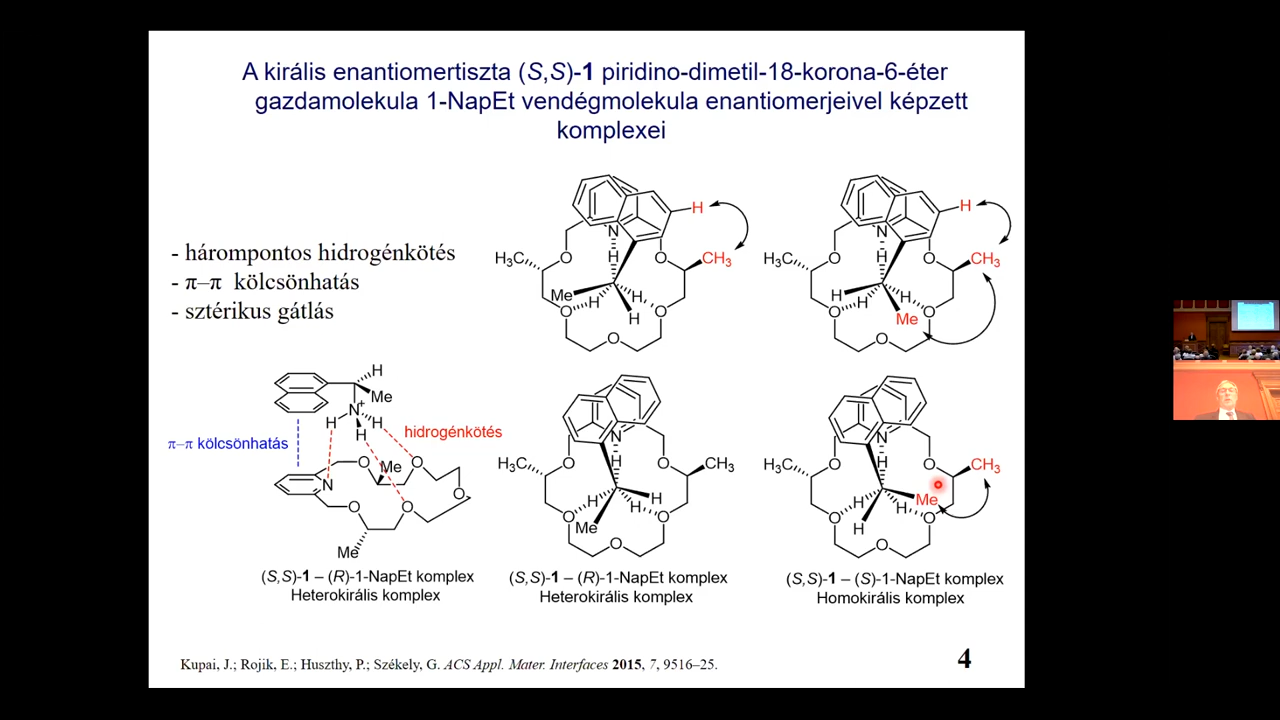 A királis enantiomertiszta (S,S)-1 piridino-dimetil-18-korona-6-éter
gazdamolekula 1-NapEt vendégmolekula enantiomerjeivel képzett
komplexei
- hárompontos hidrogénkötés
- π–π kölcsönhatás
- sztérikus gátlás
H
N
H
O
O
H₃C
CH₃
Me
H
H
H
O
O
O
H
N
H
O
O
H₃C
CH₃
H
H
H
Me
O
O
O
H
Me
N+
H
H
H
hidrogénkötés
π–π kölcsönhatás
N
O
Me
O
O
O
O
Me
(S,S)-1 – (R)-1-NapEt komplex
Heterokirális komplex
N
H
O
O
H₃C
CH₃
H
H
H
Me
O
O
O
(S,S)-1 – (R)-1-NapEt komplex
Heterokirális komplex
N
H
O
O
H₃C
CH₃
H
Me
H
H
O
O
O
(S,S)-1 – (S)-1-NapEt komplex
Homokirális komplex
Kupai, J.; Rojik, E.; Huszthy, P.; Székely, G. ACS Appl. Mater. Interfaces 2015, 7, 9516–25.
4